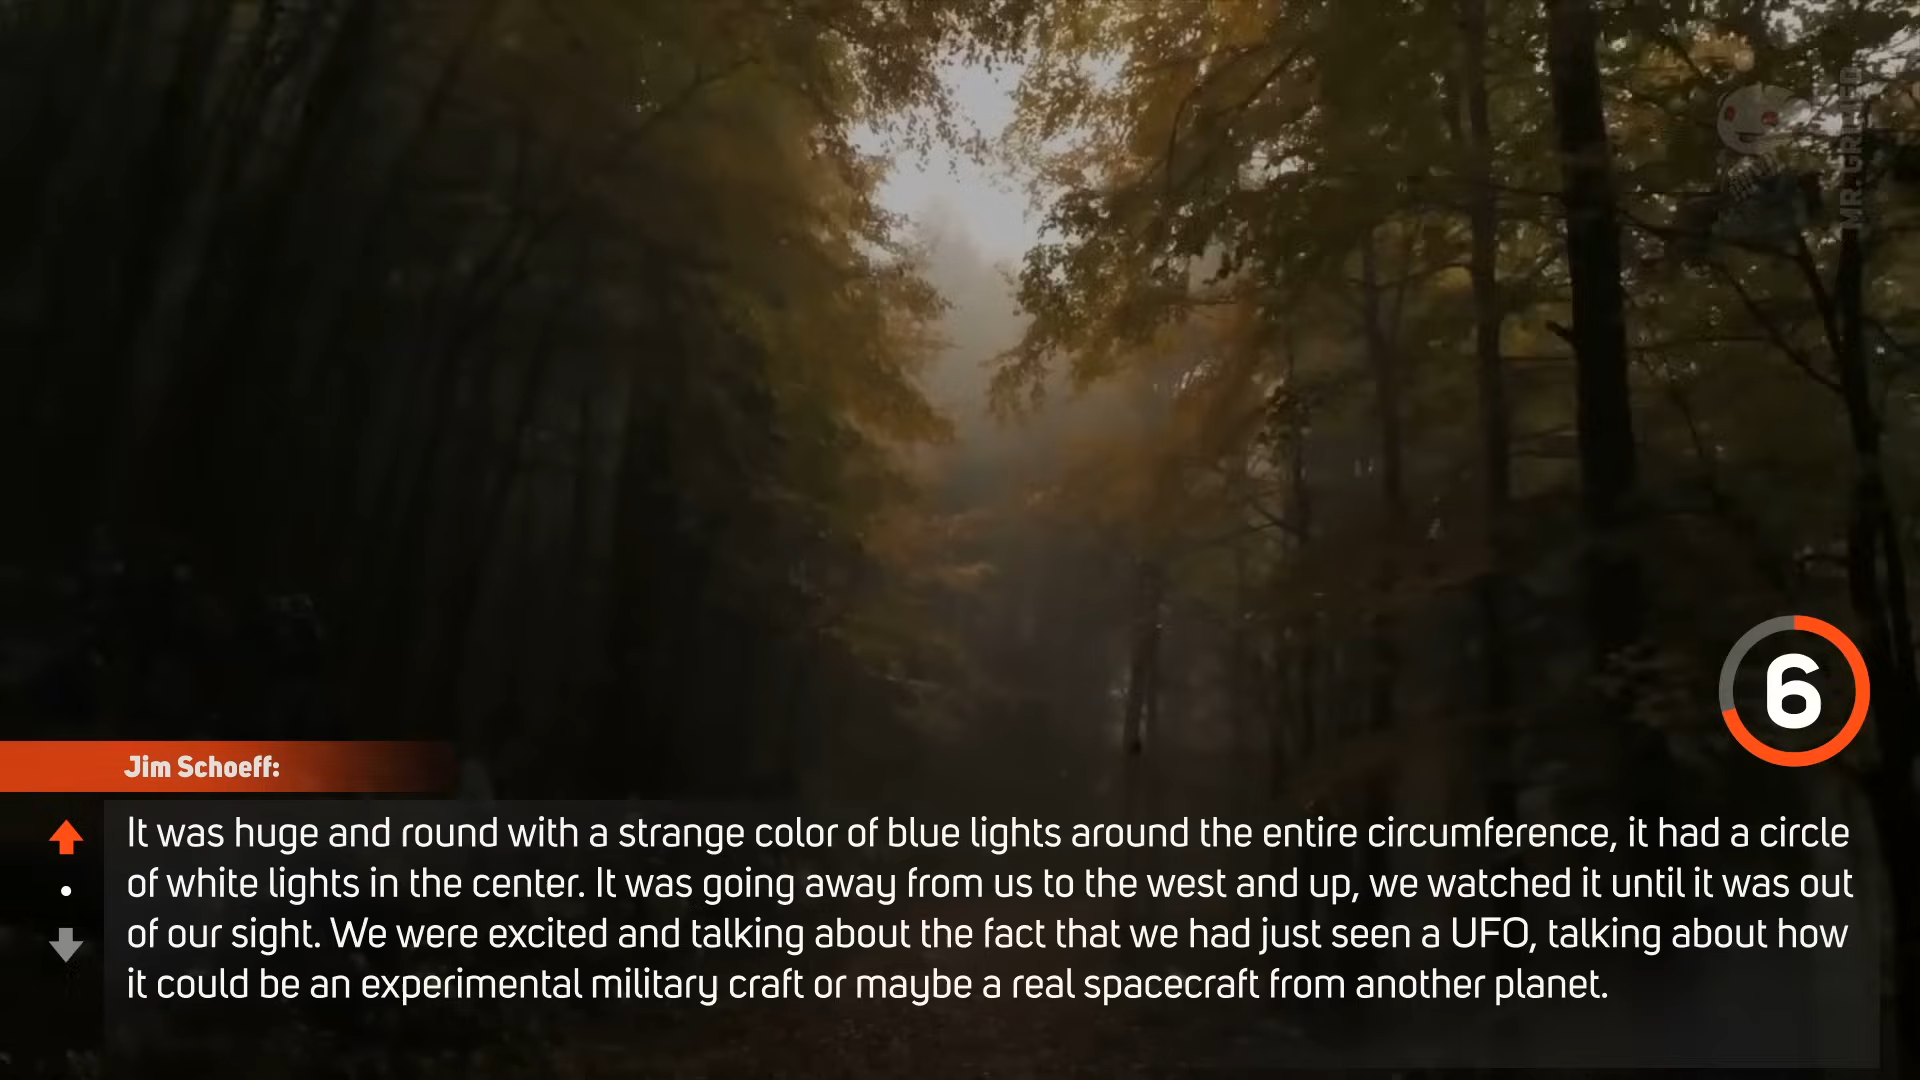 MR.GRINFD
6
Jim Schoeff:
It was huge and round with a strange color of blue lights around the entire circumference, it had a circle
of white lights in the center. It was going away from us to the west and up, we watched it until it was out
of our sight. We were excited and talking about the fact that we had just seen a UFO, talking about how
it could be an experimental military craft or maybe a real spacecraft from another planet.